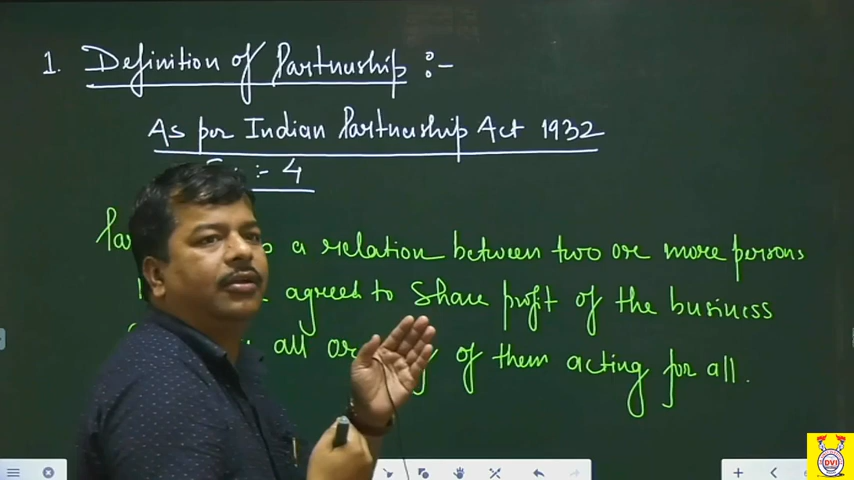 1. Definition of Partnership :-
As per Indian Partnership Act 1932
:- 4
a relation between two or more persons
agreed to share profit of the business
all or of them acting for all.
DVI